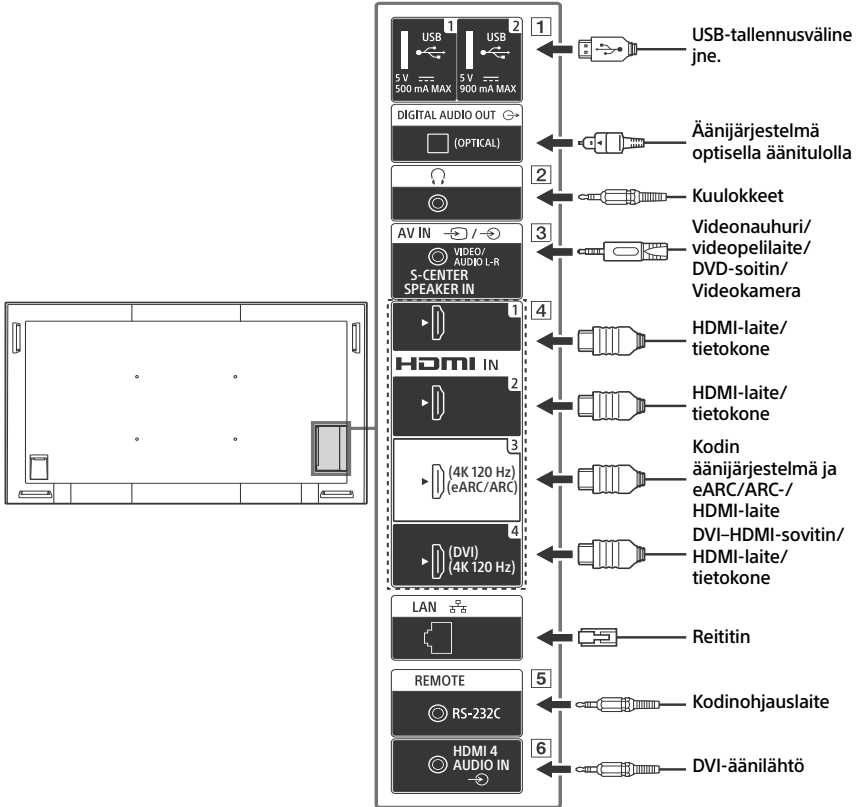 1
USB
5 V
500 mA MAX
2
USB
5 V
900 mA MAX
1
USB-tallennusväline
jne.
DIGITAL AUDIO OUT
(OPTICAL)
Äänijärjestelmä
optisella äänitulolla
2
Kuulokkeet
AV IN
/
3
VIDEO/
AUDIO L-R
S-CENTER
SPEAKER IN
Videonauhuri/
videopelilaite/
DVD-soitin/
Videokamera
1
4
HDMI-laite/
tietokone
HDMI IN
2
HDMI-laite/
tietokone
3
(4K 120 Hz)
(eARC/ARC)
Kodin
äänijärjestelmä ja
eARC/ARC-/
HDMI-laite
4
(DVI)
(4K 120 Hz)
DVI–HDMI-sovitin/
HDMI-laite/
tietokone
LAN
Reititin
REMOTE
5
RS-232C
Kodinohjauslaite
6
HDMI 4
AUDIO IN
DVI-äänilähtö